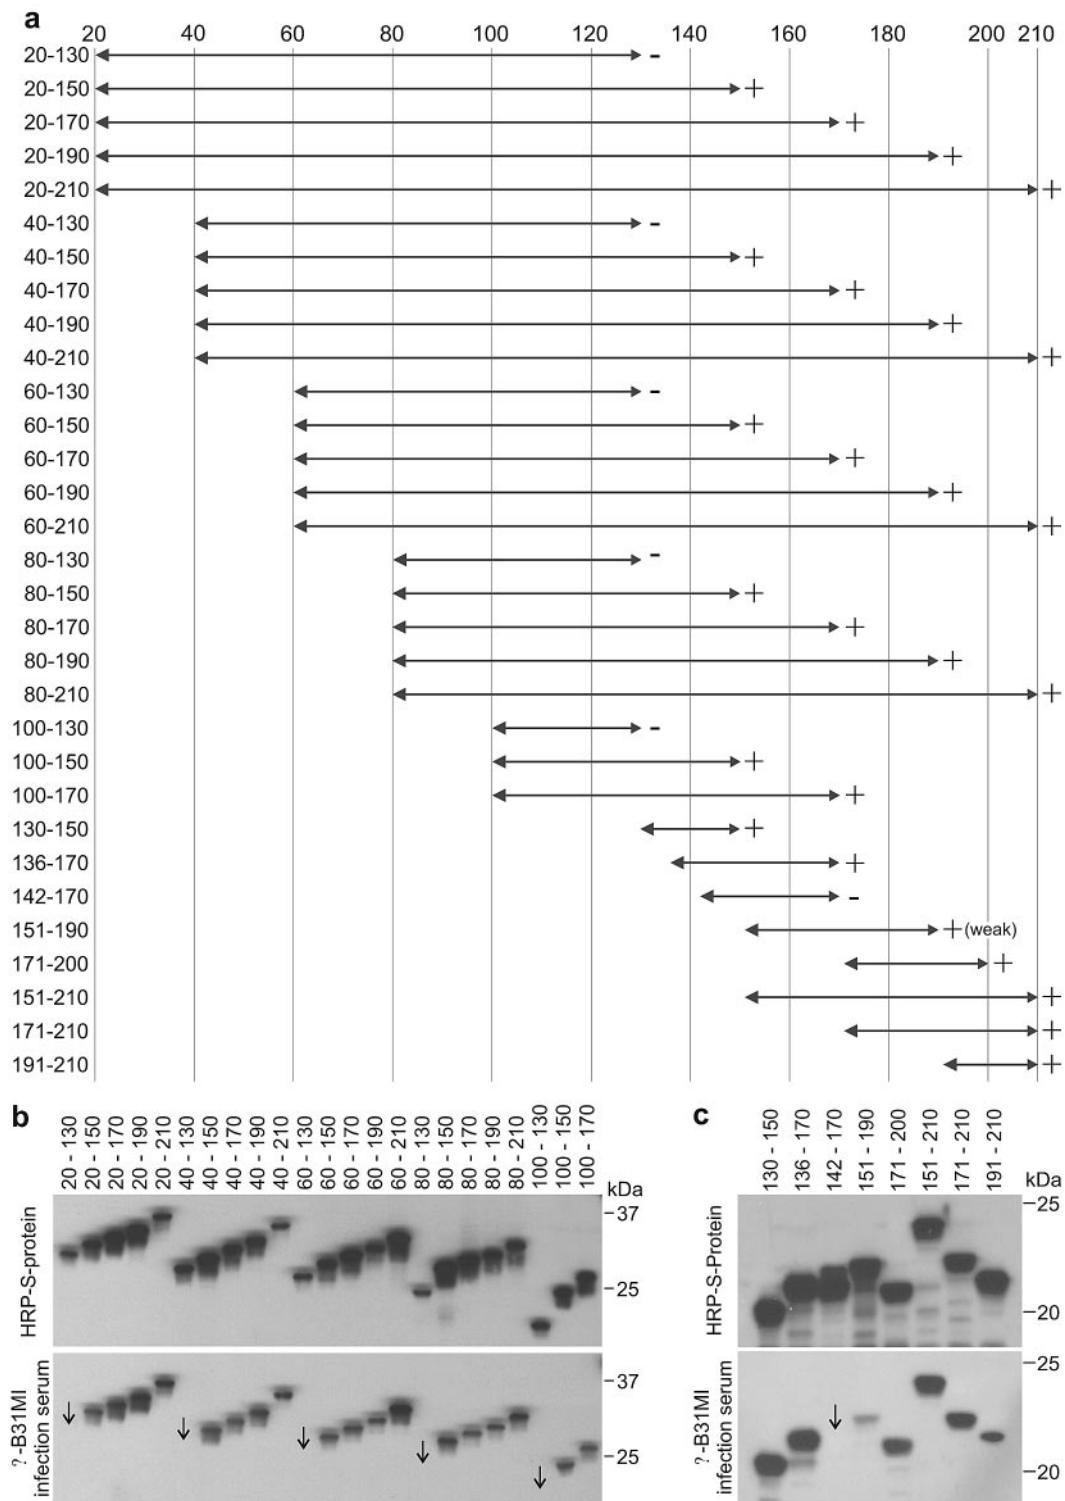 a
20 40 60 80 100 120 140 160 180 200 210
20-130 -
20-150 +
20-170 +
20-190 +
20-210 +
40-130 -
40-150 +
40-170 +
40-190 +
40-210 +
60-130 -
60-150 +
60-170 +
60-190 +
60-210 +
80-130 -
80-150 +
80-170 +
80-190 +
80-210 +
100-130 -
100-150 +
100-170 +
130-150 +
136-170 +
142-170 -
151-190 + (weak)
171-200 +
151-210 +
171-210 +
191-210 +
b
20 - 130
20 - 150
20 - 170
20 - 190
20 - 210
40 - 130
40 - 150
40 - 170
40 - 190
40 - 210
60 - 130
60 - 150
60 - 170
60 - 190
60 - 210
80 - 130
80 - 150
80 - 170
80 - 190
80 - 210
100 - 130
100 - 150
100 - 170
kDa
HRP-S-protein
-37
-25
?-B31MI
infection serum
-37
-25
c
130 - 150
136 - 170
142 - 170
151 - 190
171 - 200
151 - 210
171 - 210
191 - 210
kDa
HRP-S-Protein
-25
-20
?-B31MI
infection serum
-25
-20